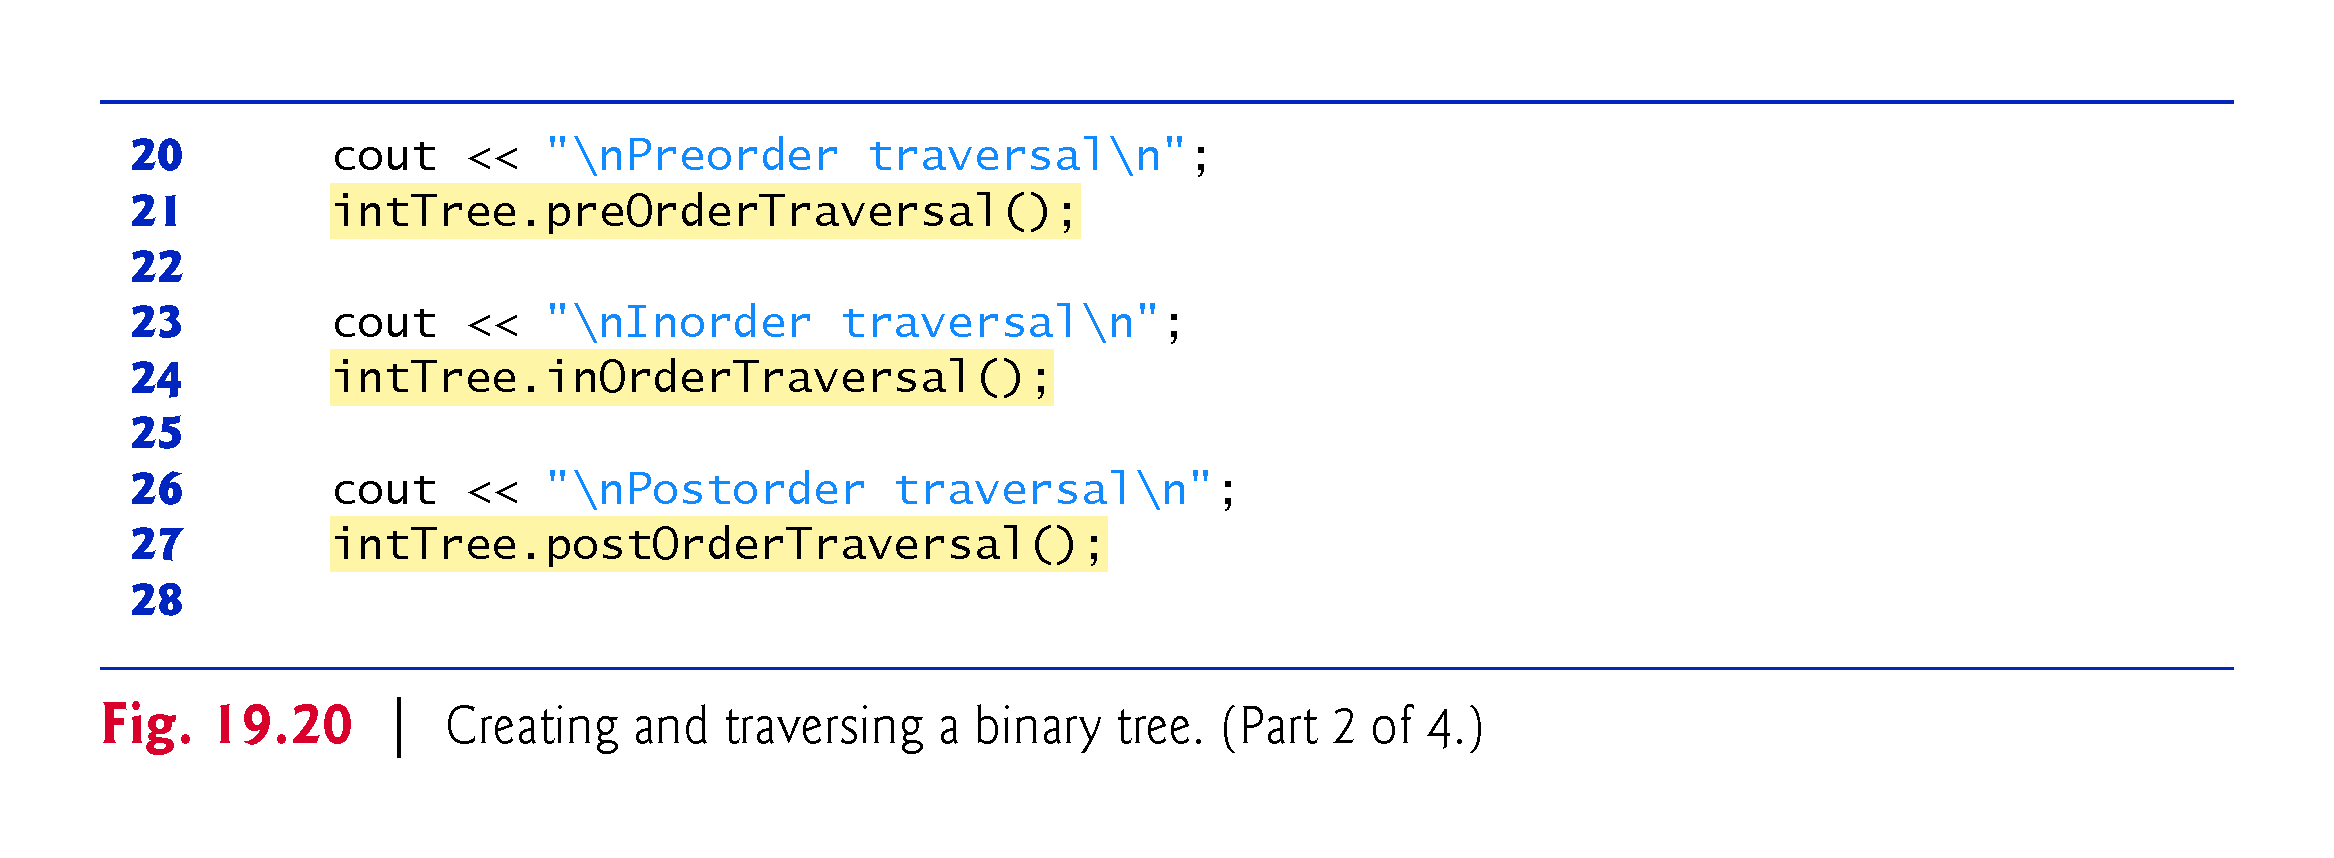 20 cout << "\nPreorder traversal\n";
21 intTree.preOrderTraversal();
22
23 cout << "\nInorder traversal\n";
24 intTree.inOrderTraversal();
25
26 cout << "\nPostorder traversal\n";
27 intTree.postOrderTraversal();
28
Fig. 19.20 | Creating and traversing a binary tree. (Part 2 of 4.)